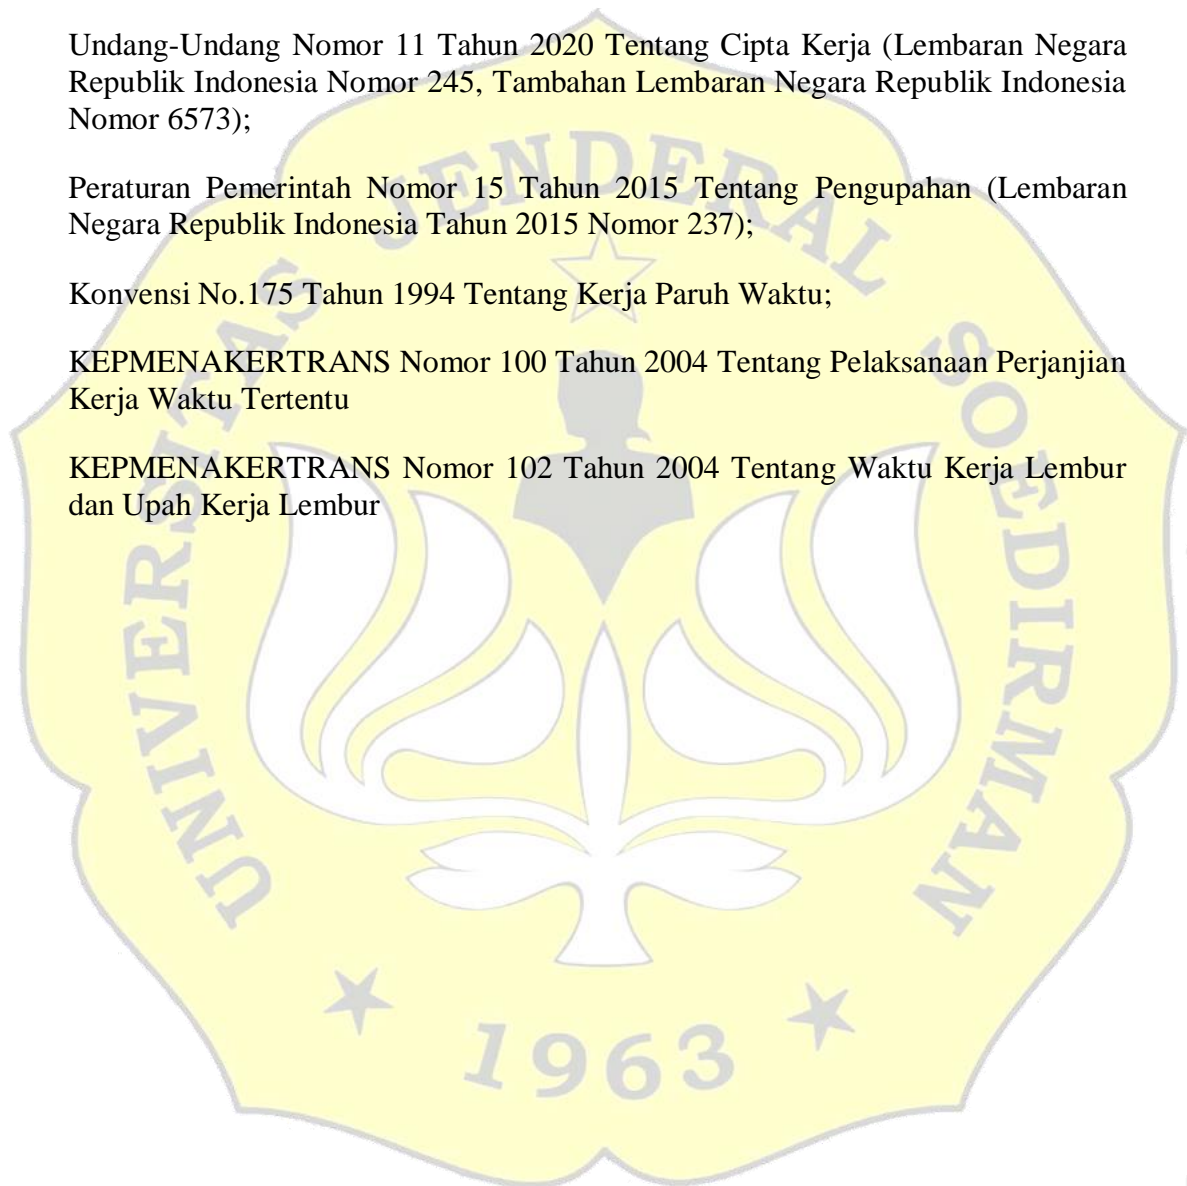 Undang-Undang Nomor 11 Tahun 2020 Tentang Cipta Kerja (Lembaran Negara
Republik Indonesia Nomor 245, Tambahan Lembaran Negara Republik Indonesia
Nomor 6573);
Peraturan Pemerintah Nomor 15 Tahun 2015 Tentang Pengupahan (Lembaran
Negara Republik Indonesia Tahun 2015 Nomor 237);
Konvensi No.175 Tahun 1994 Tentang Kerja Paruh Waktu;
KEPMENAKERTRANS Nomor 100 Tahun 2004 Tentang Pelaksanaan Perjanjian
Kerja Waktu Tertentu
KEPMENAKERTRANS Nomor 102 Tahun 2004 Tentang Waktu Kerja Lembur
dan Upah Kerja Lembur
UNIVERSITAS JENDERAL SOEDIRMAN
1963